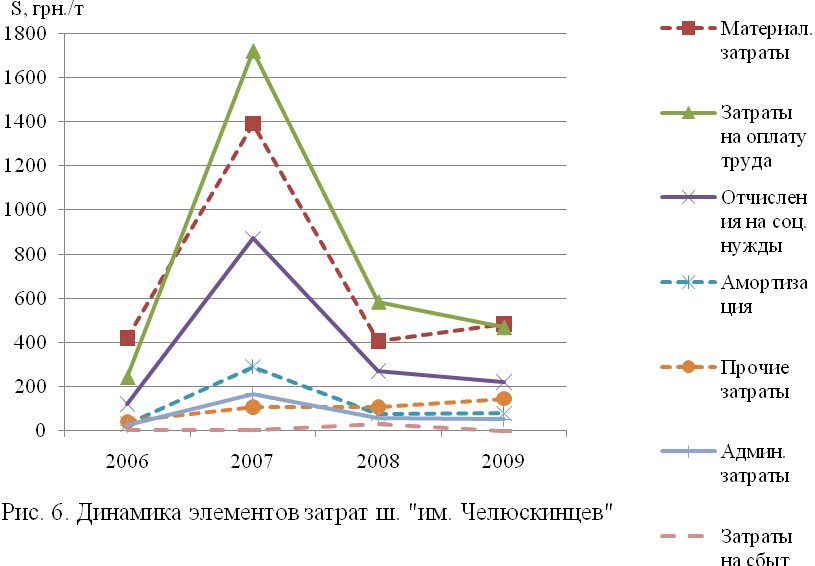 S, грн./т
1800
1600
1400
1200
1000
800
600
400
200
0
2006 2007 2008 2009
Материал.
затраты
Затраты
на оплату
труда
Отчислен
ия на соц.
нужды
Амортиза
ция
Прочие
затраты
Админ.
затраты
Затраты
на сбыт
Рис. 6. Динамика элементов затрат ш. "им. Челюскинцев"